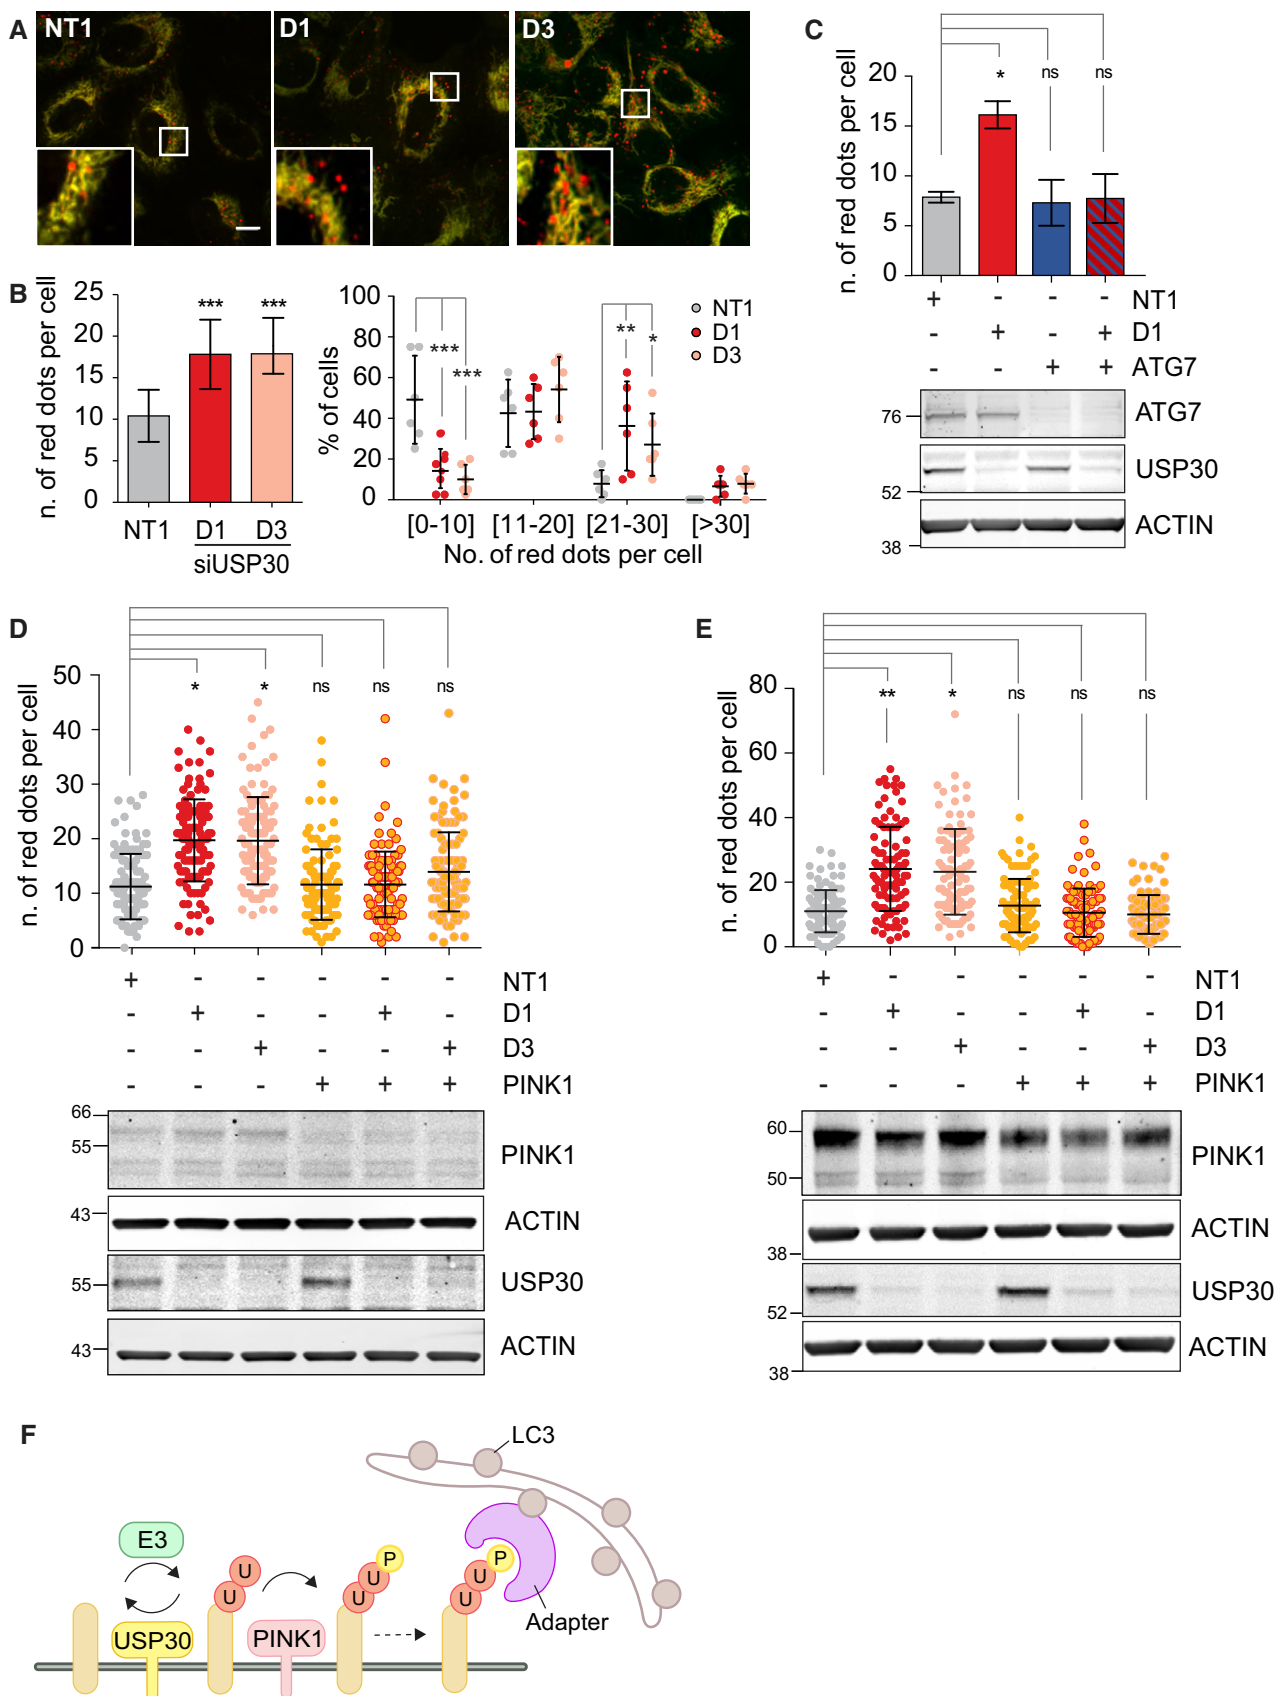 A
NT1
D1
D3
B
n. of red dots per cell
25
20
15
10
5
0
***
***
NT1
D1
D3
siUSP30
% of cells
100
80
60
40
20
0
***
***
**
*
NT1
D1
D3
[0-10]
[11-20]
[21-30]
[>30]
No. of red dots per cell
C
n. of red dots per cell
20
15
10
5
0
*
ns
ns
+ - - - NT1
- + - + D1
- - + + ATG7
76
ATG7
USP30
52
ACTIN
38
D
n. of red dots per cell
50
40
30
20
10
0
* * ns ns ns
+ - - - - - NT1
- + - - + - D1
- - + - - + D3
- - - + + + PINK1
66
55
PINK1
43
ACTIN
55
USP30
43
ACTIN
E
n. of red dots per cell
80
60
40
20
0
** * ns ns ns
+ - - - - - NT1
- + - - + - D1
- - + - - + D3
- - - + + + PINK1
60
50
PINK1
ACTIN
38
USP30
52
ACTIN
38
F
LC3
E3
U
U
P
U
U
P
U
U
USP30
PINK1
Adapter